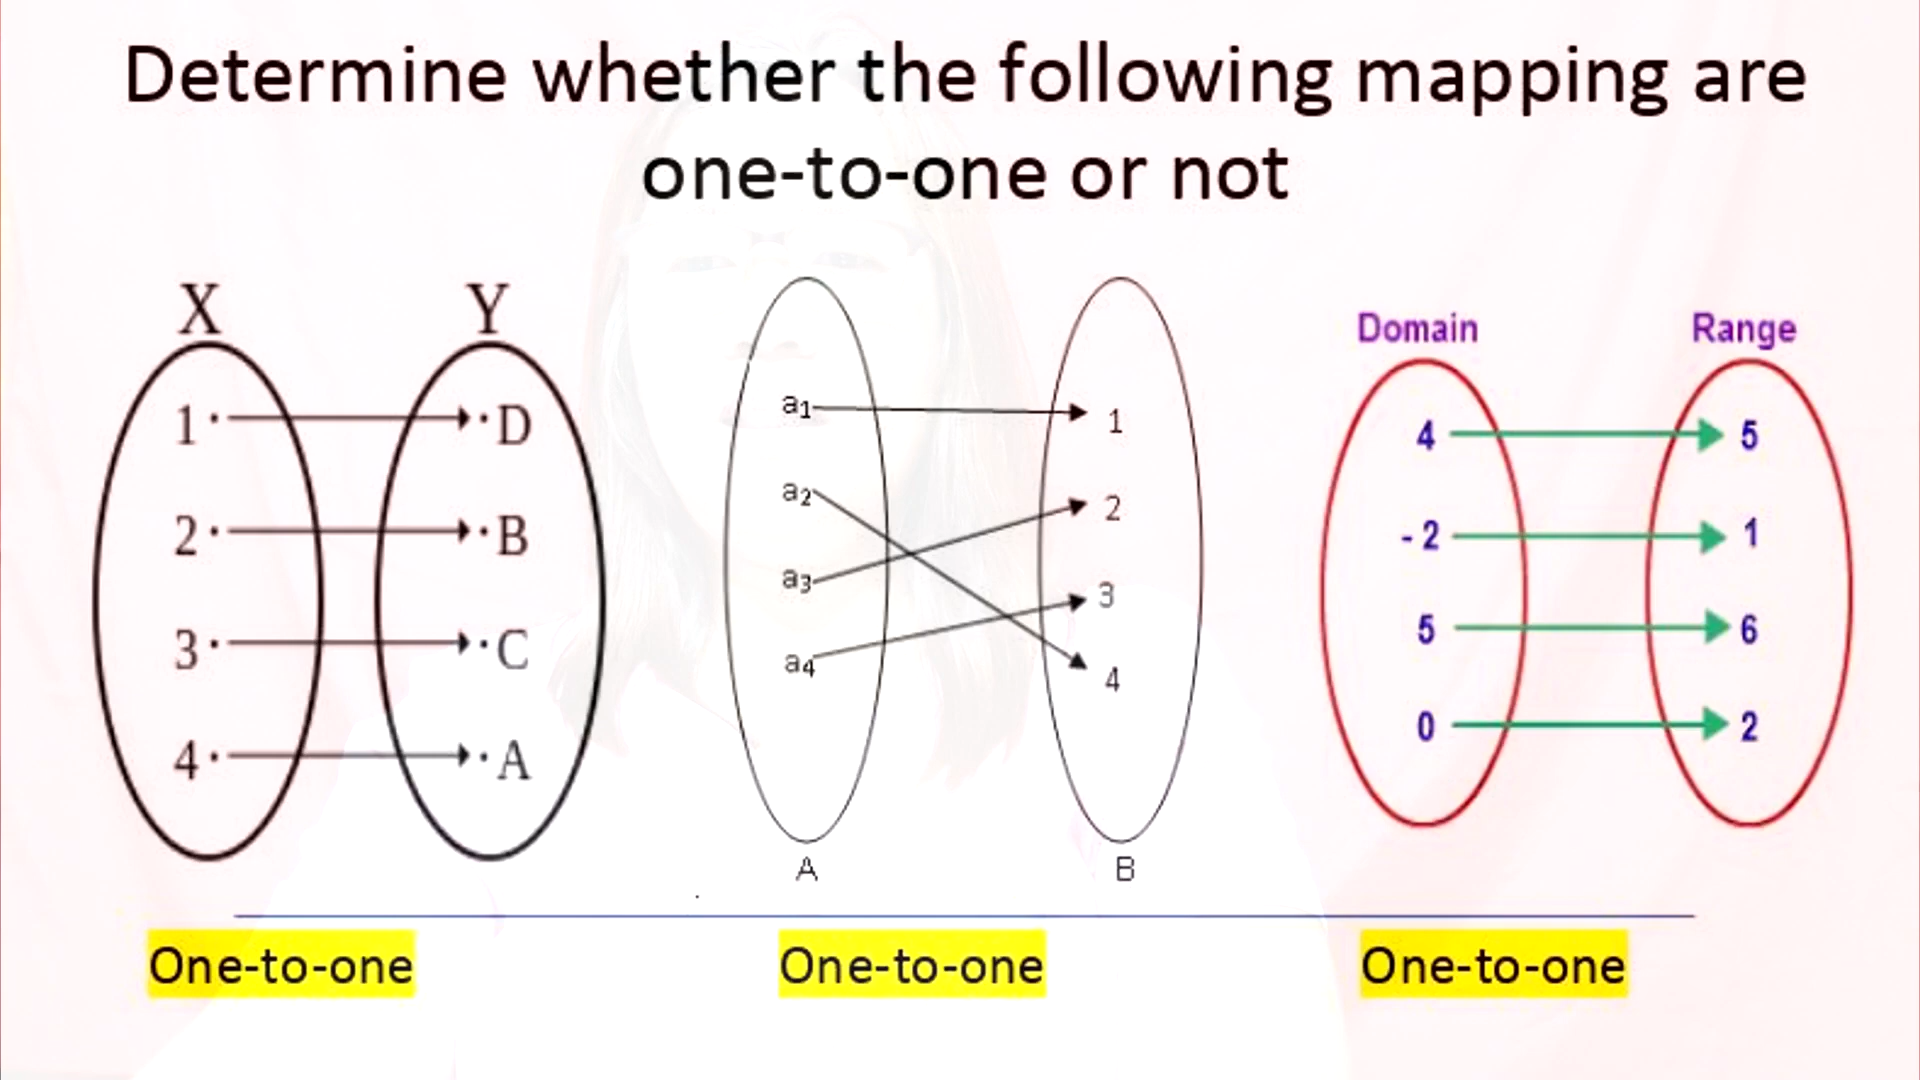 Determine whether the following mapping are
one-to-one or not
X Y
1 · · D
2 · · B
3 · · C
4 · · A
a1 1
a2 2
a3 3
a4 4
A B
Domain Range
4 5
- 2 1
5 6
0 2
One-to-one One-to-one One-to-one